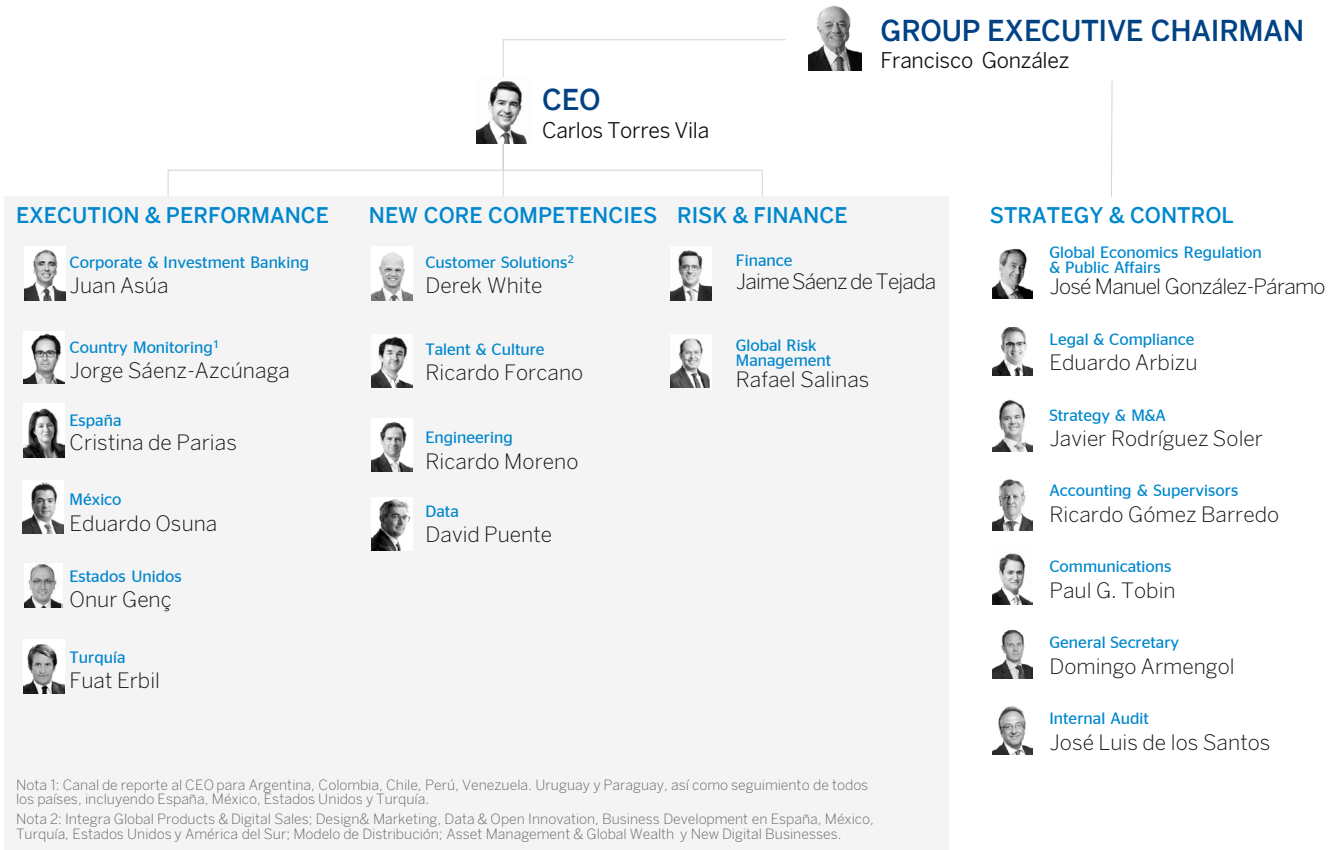 GROUP EXECUTIVE CHAIRMAN
Francisco González
CEO
Carlos Torres Vila
EXECUTION & PERFORMANCE
Corporate & Investment Banking
Juan Asúa
Country Monitoring¹
Jorge Sáenz-Azcúnaga
España
Cristina de Parias
México
Eduardo Osuna
Estados Unidos
Onur Genç
Turquía
Fuat Erbil
NEW CORE COMPETENCIES
Customer Solutions²
Derek White
Talent & Culture
Ricardo Forcano
Engineering
Ricardo Moreno
Data
David Puente
RISK & FINANCE
Finance
Jaime Sáenz de Tejada
Global Risk
Management
Rafael Salinas
STRATEGY & CONTROL
Global Economics Regulation
& Public Affairs
José Manuel González-Páramo
Legal & Compliance
Eduardo Arbizu
Strategy & M&A
Javier Rodríguez Soler
Accounting & Supervisors
Ricardo Gómez Barredo
Communications
Paul G. Tobin
General Secretary
Domingo Armengol
Internal Audit
José Luis de los Santos
Nota 1: Canal de reporte al CEO para Argentina, Colombia, Chile, Perú, Venezuela. Uruguay y Paraguay, así como seguimiento de todos
los países, incluyendo España, México, Estados Unidos y Turquía.
Nota 2: Integra Global Products & Digital Sales; Design& Marketing, Data & Open Innovation, Business Development en España, México,
Turquía, Estados Unidos y América del Sur; Modelo de Distribución; Asset Management & Global Wealth y New Digital Businesses.